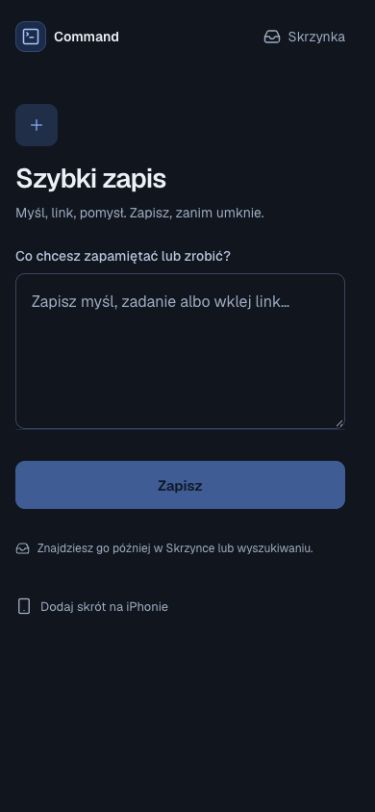 Command
Skrzynka
Szybki zapis
Myśl, link, pomysł. Zapisz, zanim umknie.
Co chcesz zapamiętać lub zrobić?
Zapisz myśl, zadanie albo wklej link...
Zapisz
Znajdziesz go później w Skrzynce lub wyszukiwaniu.
Dodaj skrót na iPhonie